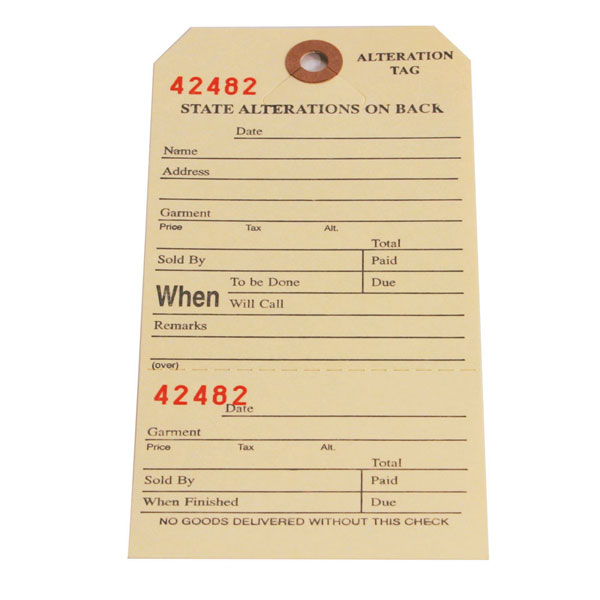 ALTERATION
TAG
42482
STATE ALTERATIONS ON BACK
Date
Name
Address
Garment
Price Tax Alt.
Total
Sold By Paid
To be Done Due
When Will Call
Remarks
(over)
42482
Date
Garment
Price Tax Alt.
Total
Sold By Paid
When Finished Due
NO GOODS DELIVERED WITHOUT THIS CHECK